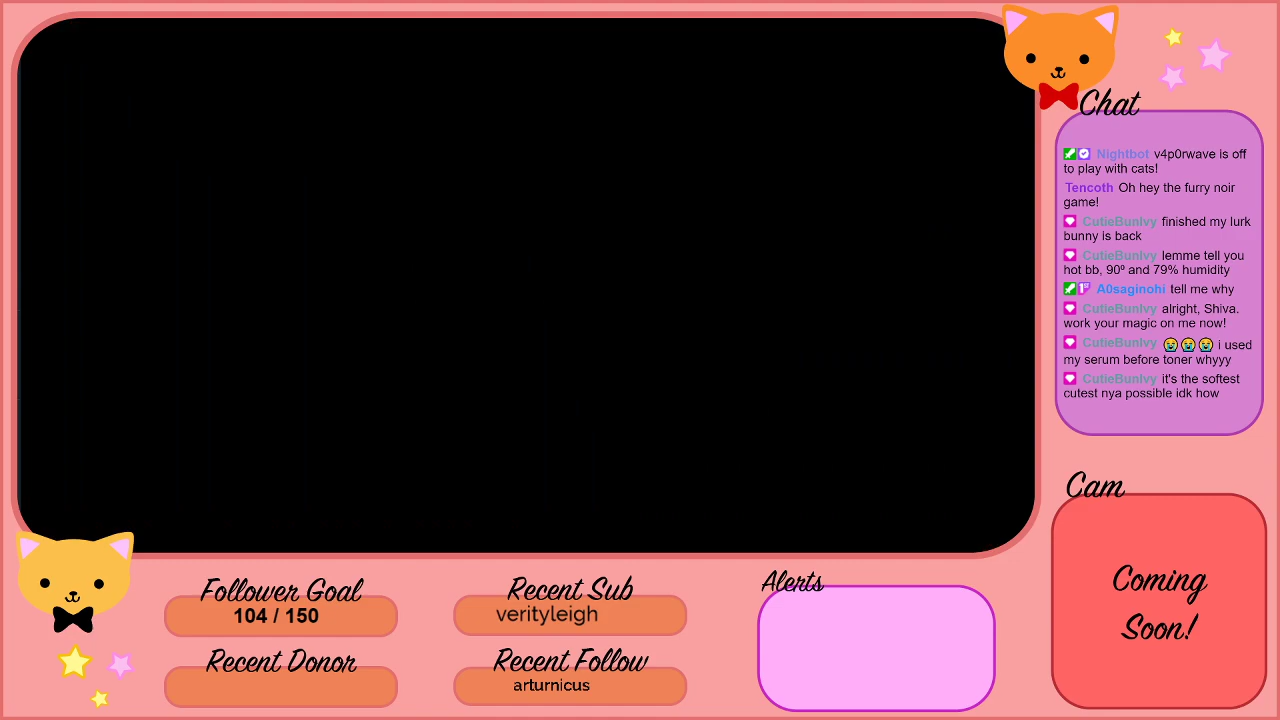 Chat
Nightbot v4p0rwave is off
to play with cats!
Tencoth Oh hey the furry noir
game!
CutieBunIvy finished my lurk
bunny is back
CutieBunIvy lemme tell you
hot bb, 90º and 79% humidity
A0saginohi tell me why
CutieBunIvy alright, Shiva.
work your magic on me now!
CutieBunIvy 😭😭😭 i used
my serum before toner whyyy
CutieBunIvy it's the softest
cutest nya possible idk how
Cam
Coming
Soon!
Follower Goal
104 / 150
Recent Sub
verityleigh
Recent Donor
Recent Follow
arturnicus
Alerts